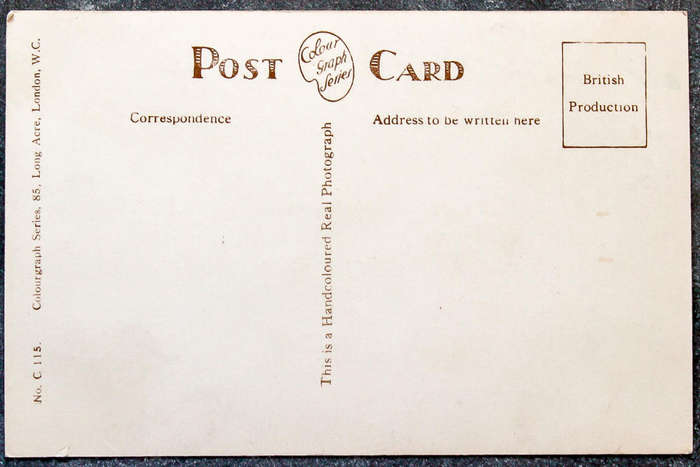 POST CARD
Colour
Graph
Series
British
Production
Correspondence
Address to be written here
This is a Handcoloured Real Photograph
No. C 115. Colourgraph Series, 85, Long Acre, London, W.C.